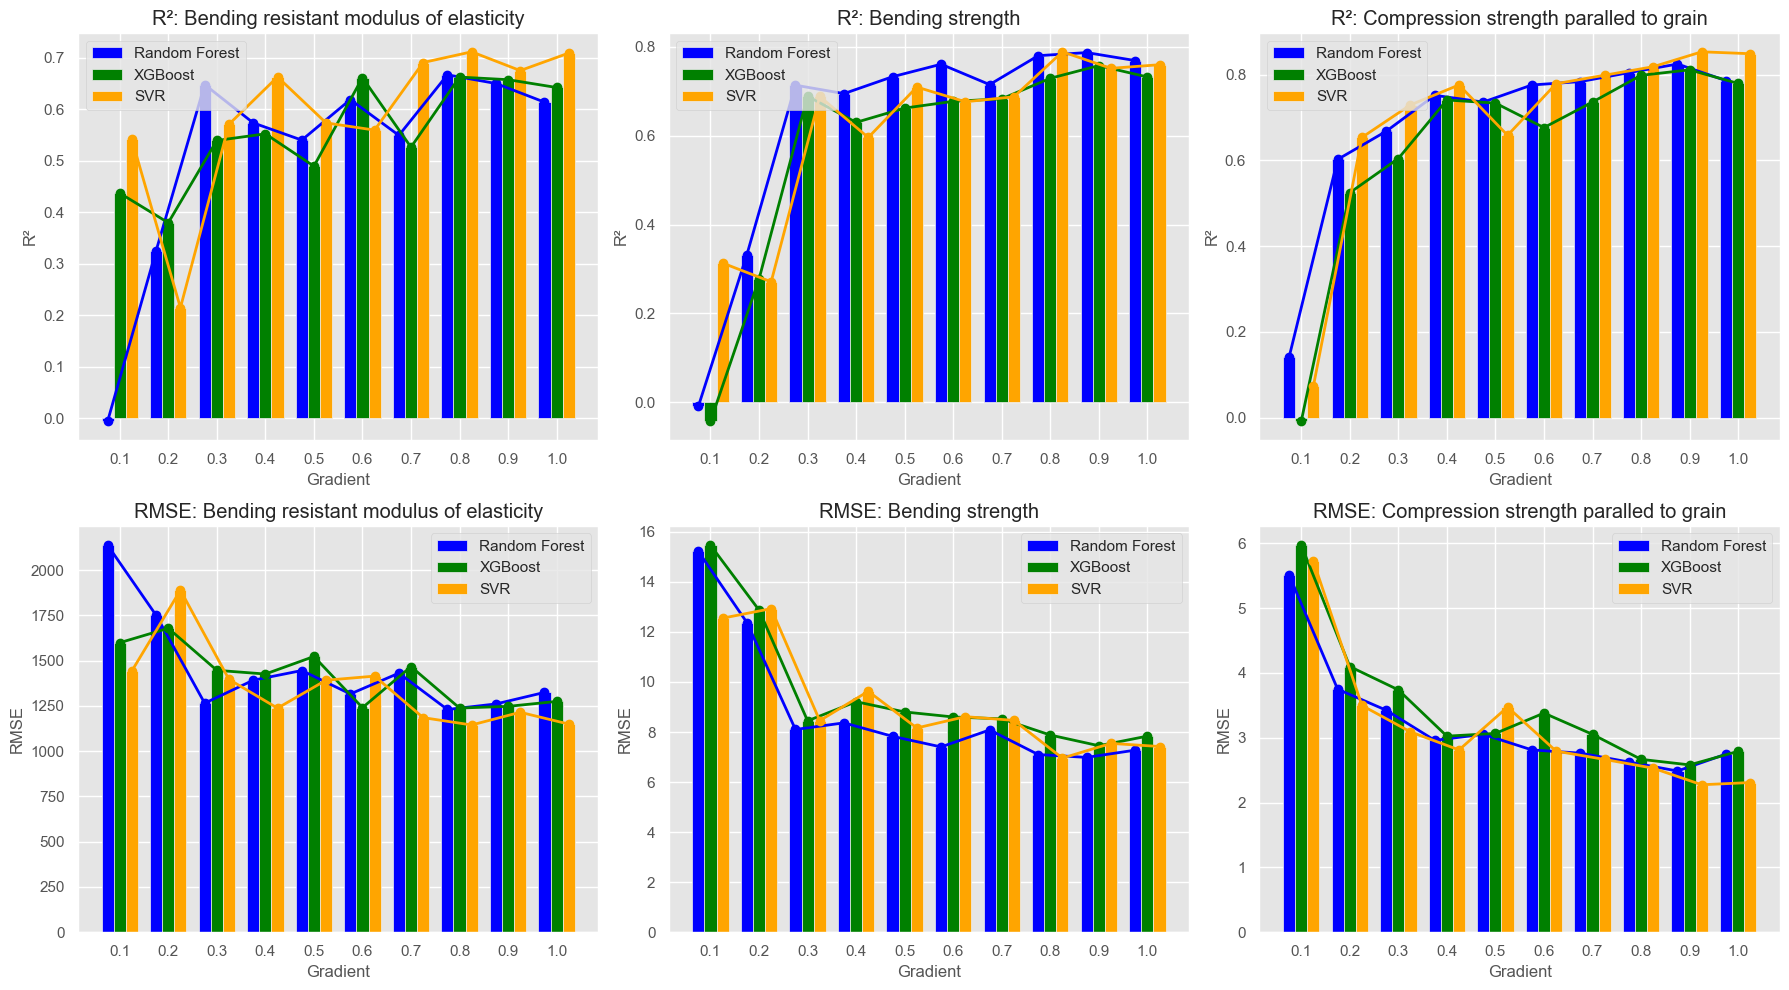 R²: Bending resistant modulus of elasticity
Random Forest
XGBoost
SVR
0.7
0.6
0.5
0.4
0.3
0.2
0.1
0.0
R²
0.1 0.2 0.3 0.4 0.5 0.6 0.7 0.8 0.9 1.0
Gradient
R²: Bending strength
Random Forest
XGBoost
SVR
0.8
0.6
0.4
0.2
0.0
R²
0.1 0.2 0.3 0.4 0.5 0.6 0.7 0.8 0.9 1.0
Gradient
R²: Compression strength paralled to grain
Random Forest
XGBoost
SVR
0.8
0.6
0.4
0.2
0.0
R²
0.1 0.2 0.3 0.4 0.5 0.6 0.7 0.8 0.9 1.0
Gradient
RMSE: Bending resistant modulus of elasticity
Random Forest
XGBoost
SVR
2000
1750
1500
1250
1000
750
500
250
0
RMSE
0.1 0.2 0.3 0.4 0.5 0.6 0.7 0.8 0.9 1.0
Gradient
RMSE: Bending strength
Random Forest
XGBoost
SVR
16
14
12
10
8
6
4
2
0
RMSE
0.1 0.2 0.3 0.4 0.5 0.6 0.7 0.8 0.9 1.0
Gradient
RMSE: Compression strength paralled to grain
Random Forest
XGBoost
SVR
6
5
4
3
2
1
0
RMSE
0.1 0.2 0.3 0.4 0.5 0.6 0.7 0.8 0.9 1.0
Gradient